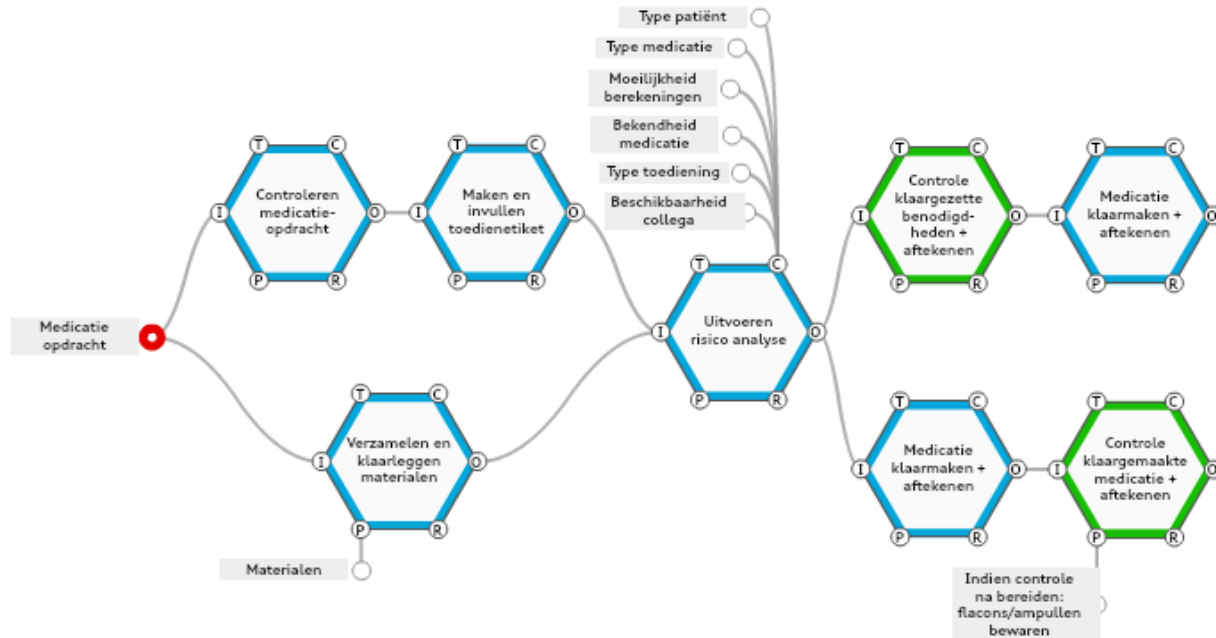 Type patiënt
Type medicatie
Moeilijkheid
berekeningen
Bekendheid
medicatie
Type toediening
Beschikbaarheid
collega
T C
I O
P R
Controleren
medicatie-
opdracht
T C
I O
P R
Maken en
invullen
toedienetiket
T C
I O
P R
Controle
klaargezette
benodigd-
heden +
aftekenen
T C
I O
P R
Medicatie
klaarmaken +
aftekenen
Medicatie
opdracht
T C
I O
P R
Uitvoeren
risico analyse
T C
I O
P R
Verzamelen en
klaarleggen
materialen
Materialen
T C
I O
P R
Medicatie
klaarmaken +
aftekenen
T C
I O
P R
Controle
klaargemaakte
medicatie +
aftekenen
Indien controle
na bereiden:
flacons/ampullen
bewaren